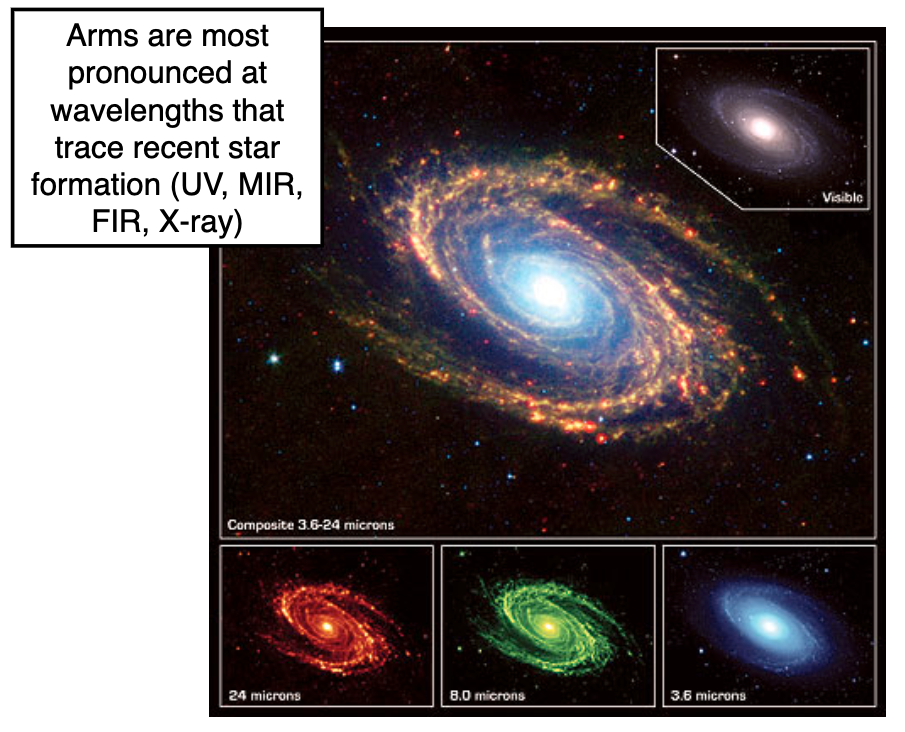 Arms are most
pronounced at
wavelengths that
trace recent star
formation (UV, MIR,
FIR, X-ray)
Visible
Composite 3.6-24 microns
24 microns
8.0 microns
3.6 microns